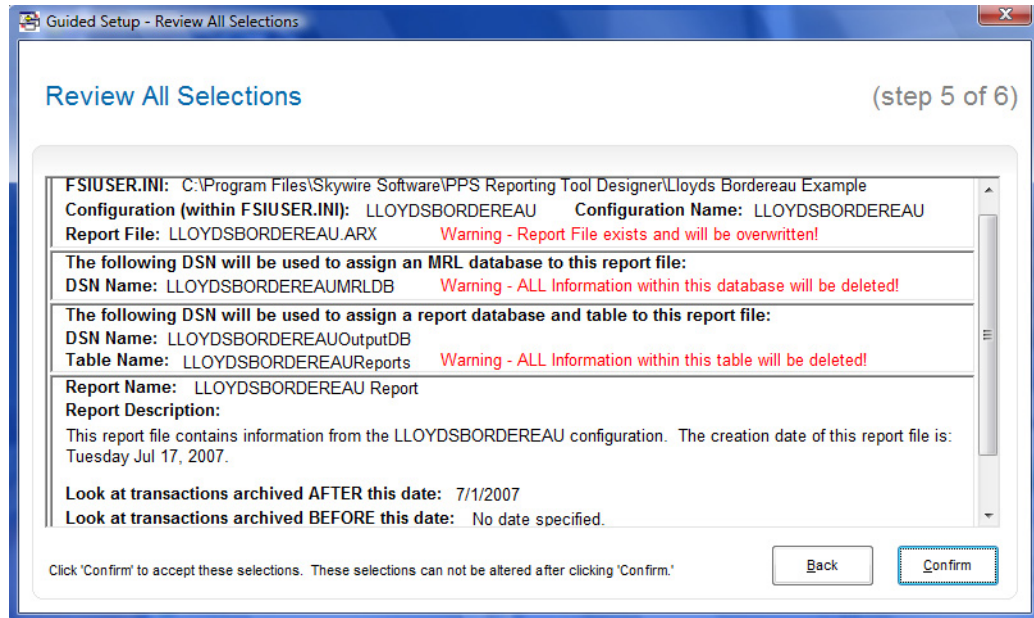 Guided Setup - Review All Selections
Review All Selections
(step 5 of 6)
FSIUSER.INI: C:\Program Files\Skywire Software\PPS Reporting Tool Designer\Lloyds Bordereau Example
Configuration (within FSIUSER.INI): LLOYDSBORDEREAU Configuration Name: LLOYDSBORDEREAU
Report File: LLOYDSBORDEREAU.ARX Warning - Report File exists and will be overwritten!
The following DSN will be used to assign an MRL database to this report file:
DSN Name: LLOYDSBORDEREAUMRLDB Warning - ALL Information within this database will be deleted!
The following DSN will be used to assign a report database and table to this report file:
DSN Name: LLOYDSBORDEREAUOutputDB
Table Name: LLOYDSBORDEREAUReports Warning - ALL Information within this table will be deleted!
Report Name: LLOYDSBORDEREAU Report
Report Description:
This report file contains information from the LLOYDSBORDEREAU configuration. The creation date of this report file is:
Tuesday Jul 17, 2007.
Look at transactions archived AFTER this date: 7/1/2007
Look at transactions archived BEFORE this date: No date specified.
Click 'Confirm' to accept these selections. These selections can not be altered after clicking 'Confirm.'
Back
Confirm